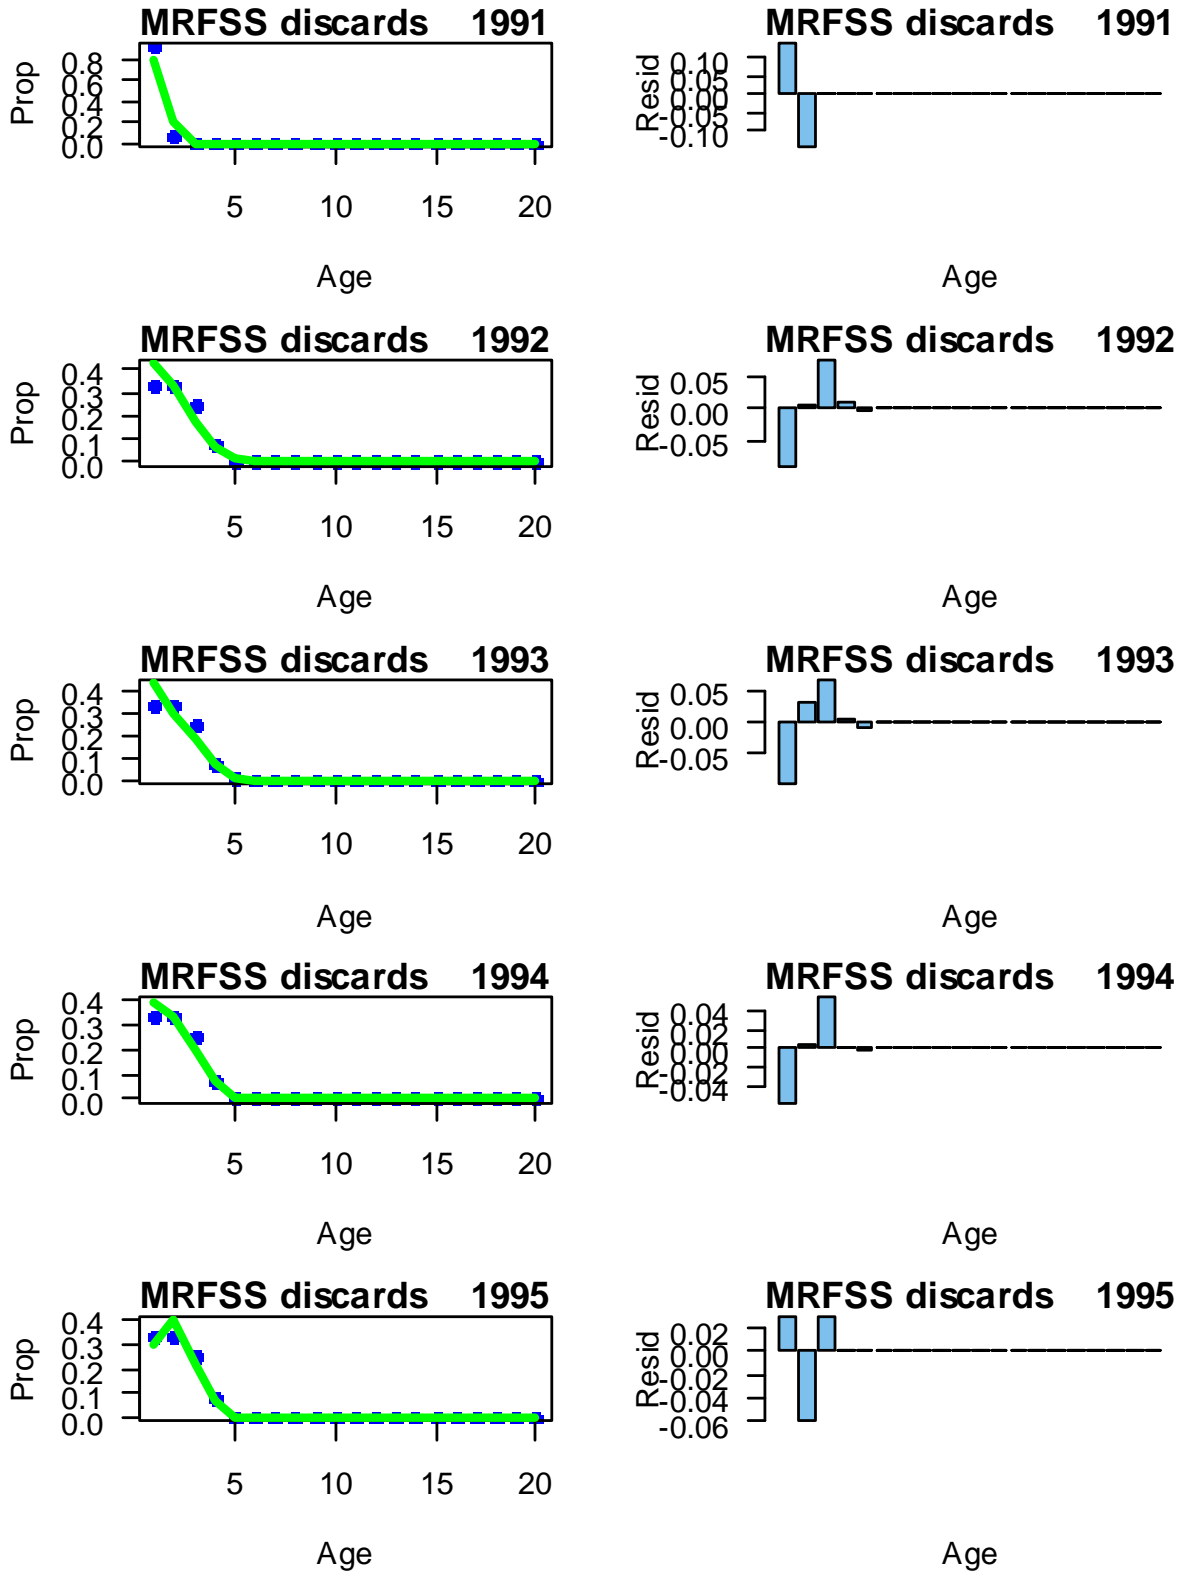 MRFSS discards 1991
Prop
0.8
0.6
0.4
0.2
0.0
5 10 15 20
Age
MRFSS discards 1991
Resid
0.10
0.05
0.00
-0.05
-0.10
Age
MRFSS discards 1992
Prop
0.4
0.3
0.2
0.1
0.0
5 10 15 20
Age
MRFSS discards 1992
Resid
0.05
0.00
-0.05
Age
MRFSS discards 1993
Prop
0.4
0.3
0.2
0.1
0.0
5 10 15 20
Age
MRFSS discards 1993
Resid
0.05
0.00
-0.05
Age
MRFSS discards 1994
Prop
0.4
0.3
0.2
0.1
0.0
5 10 15 20
Age
MRFSS discards 1994
Resid
0.04
0.02
0.00
-0.02
-0.04
Age
MRFSS discards 1995
Prop
0.4
0.3
0.2
0.1
0.0
5 10 15 20
Age
MRFSS discards 1995
Resid
0.02
0.00
-0.02
-0.04
-0.06
Age